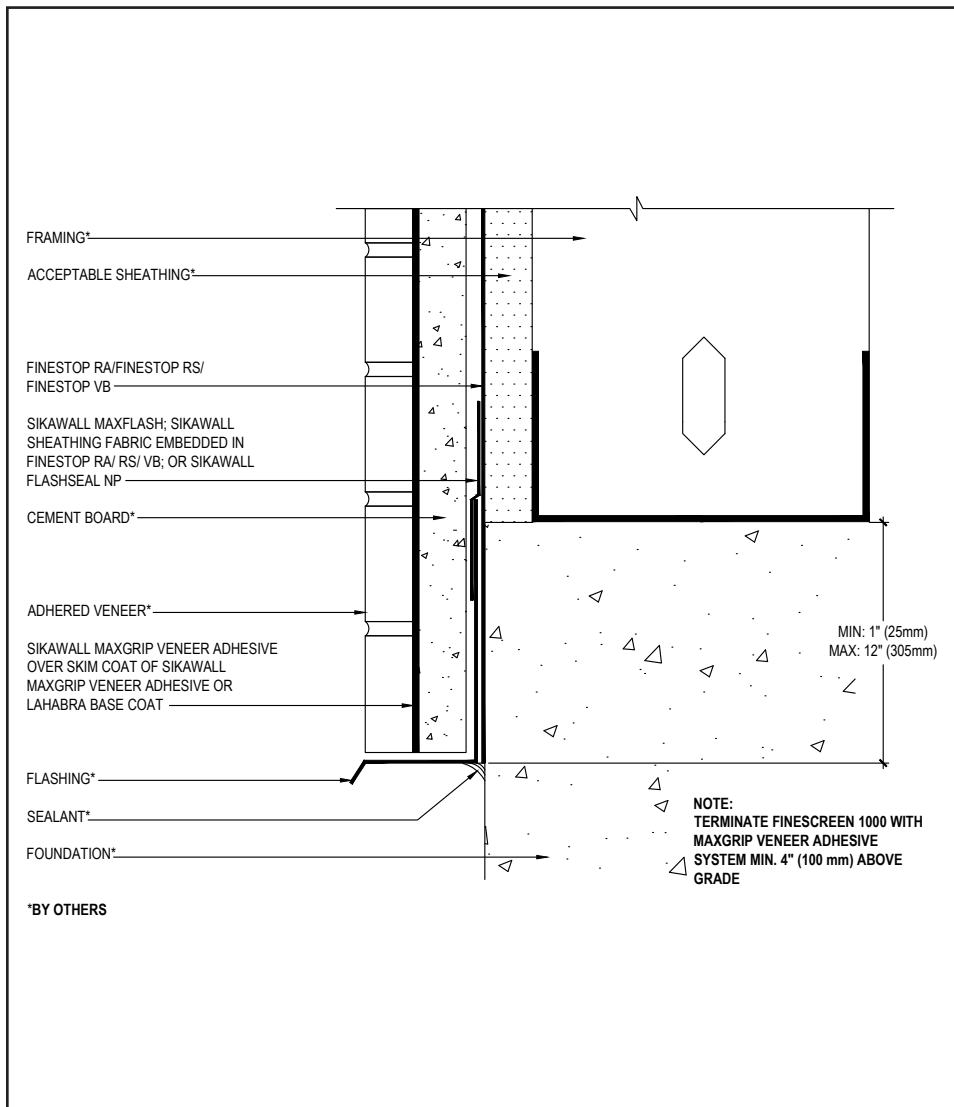 FRAMING*
ACCEPTABLE SHEATHING*
FINESTOP RA/FINESTOP RS/
FINESTOP VB
SIKAWALL MAXFLASH; SIKAWALL
SHEATHING FABRIC EMBEDDED IN
FINESTOP RA/ RS/ VB; OR SIKAWALL
FLASHSEAL NP
CEMENT BOARD*
ADHERED VENEER*
SIKAWALL MAXGRIP VENEER ADHESIVE
OVER SKIM COAT OF SIKAWALL
MAXGRIP VENEER ADHESIVE OR
LAHABRA BASE COAT
FLASHING*
SEALANT*
FOUNDATION*
*BY OTHERS
MIN: 1" (25mm)
MAX: 12" (305mm)
NOTE:
TERMINATE FINESCREEN 1000 WITH
MAXGRIP VENEER ADHESIVE
SYSTEM MIN. 4" (100 mm) ABOVE
GRADE